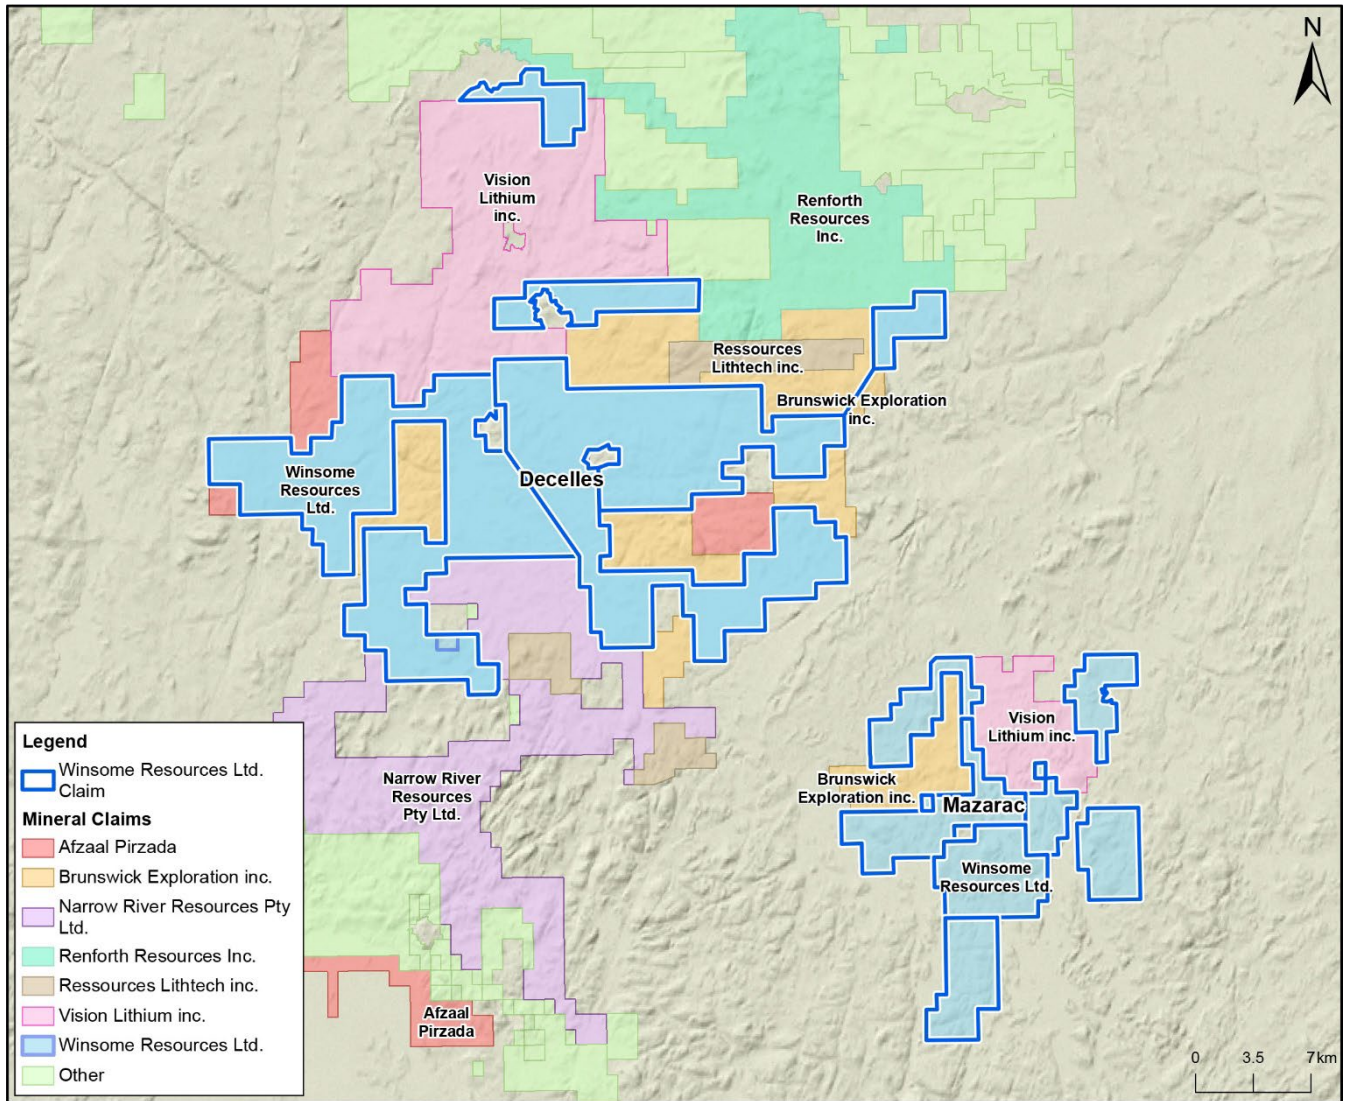 N
Vision
Lithium
inc.
Renforth
Resources
Inc.
Ressources
Lithtech inc.
Brunswick Exploration
inc.
Winsome
Resources
Ltd.
Decelles
Vision
Lithium inc.
Brunswick
Exploration inc.
Mazarac
Narrow River
Resources
Pty Ltd.
Winsome
Resources Ltd.
Afzaal
Pirzada
Legend
Winsome Resources Ltd.
Claim
Mineral Claims
Afzaal Pirzada
Brunswick Exploration inc.
Narrow River Resources Pty
Ltd.
Renforth Resources Inc.
Ressources Lithtech inc.
Vision Lithium inc.
Winsome Resources Ltd.
Other
0 3.5 7 km